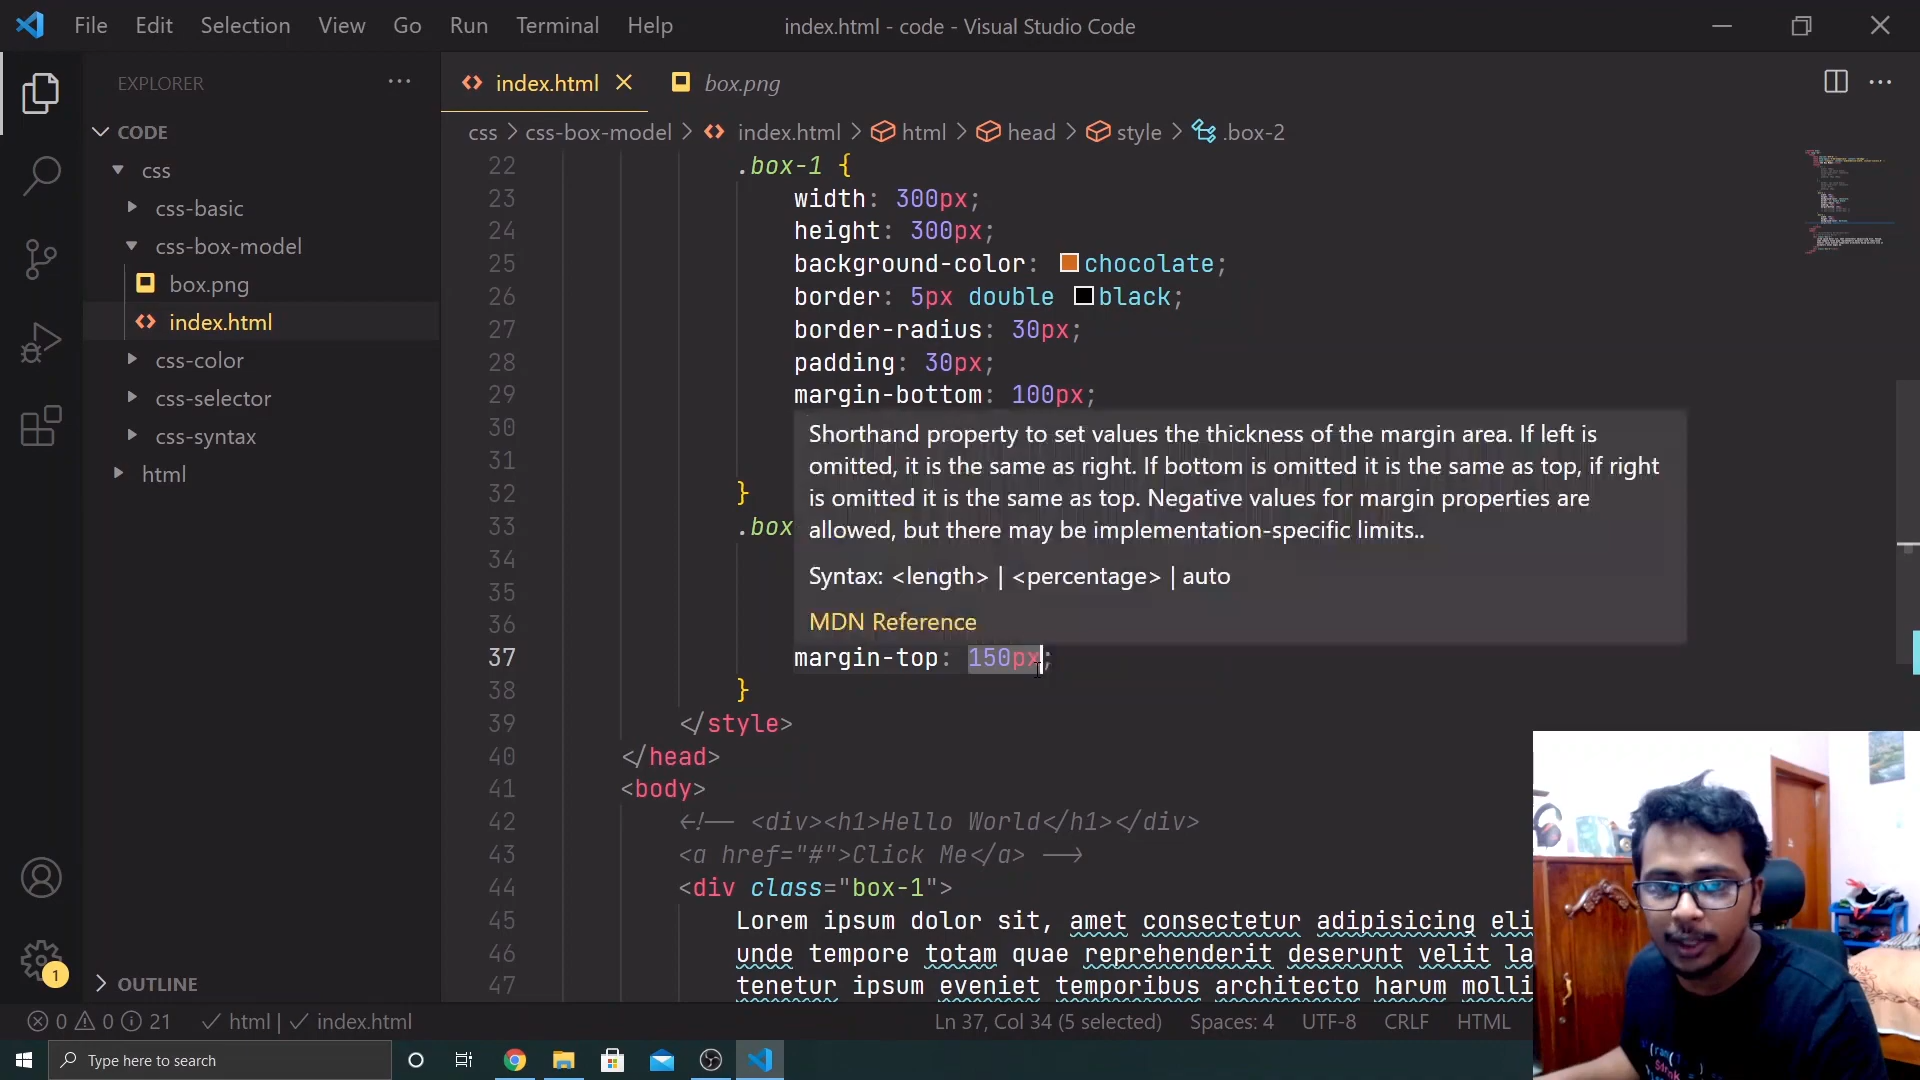 File Edit Selection View Go Run Terminal Help
index.html - code - Visual Studio Code
EXPLORER
index.html
box.png
CODE
css > css-box-model > index.html > html > head > style > .box-2
css
css-basic
css-box-model
box.png
index.html
css-color
css-selector
css-syntax
html
OUTLINE
22 .box-1 {
23 width: 300px;
24 height: 300px;
25 background-color: chocolate;
26 border: 5px double black;
27 border-radius: 30px;
28 padding: 30px;
29 margin-bottom: 100px;
30
31
32 }
33 .box
34
35
36
Shorthand property to set values the thickness of the margin area. If left is
omitted, it is the same as right. If bottom is omitted it is the same as top, if right
is omitted it is the same as top. Negative values for margin properties are
allowed, but there may be implementation-specific limits..
Syntax: <length> | <percentage> | auto
MDN Reference
37 margin-top: 150px;
38 }
39 </style>
40 </head>
41 <body>
42 <!-- <div><h1>Hello World</h1></div>
43 <a href="#">Click Me</a> -->
44 <div class="box-1">
45 Lorem ipsum dolor sit, amet consectetur adipisicing eli
46 unde tempore totam quae reprehenderit deserunt velit la
47 tenetur ipsum eveniet temporibus architecto harum molli
1
0 0 21 html | index.html
Ln 37, Col 34 (5 selected) Spaces: 4 UTF-8 CRLF HTML
Type here to search